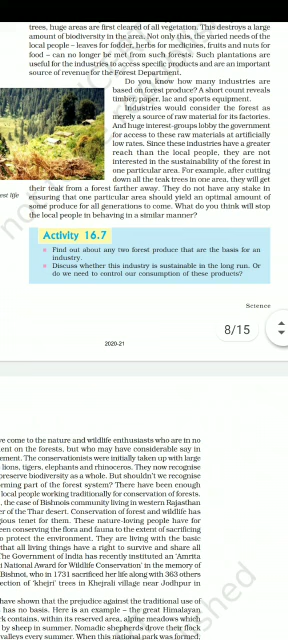 trees, huge areas are first cleared of all vegetation. This destroys a large
amount of biodiversity in the area. Not only this, the varied needs of the
local people – leaves for fodder, herbs for medicines, fruits and nuts for
food – can no longer be met from such forests. Such plantations are
useful for the industries to access specific products and are an important
source of revenue for the Forest Department.
Do you know how many industries are
based on forest produce? A short count reveals
timber, paper, lac and sports equipment.
Industries would consider the forest as
merely a source of raw material for its factories.
And huge interest-groups lobby the government
for access to these raw materials at artificially
low rates. Since these industries have a greater
reach than the local people, they are not
interested in the sustainability of the forest in
one particular area. For example, after cutting
down all the teak trees in one area, they will get
est life
their teak from a forest farther away. They do not have any stake in
ensuring that one particular area should yield an optimal amount of
some produce for all generations to come. What do you think will stop
the local people in behaving in a similar manner?
Activity 16.7
Find out about any two forest produce that are the basis for an
industry.
Discuss whether this industry is sustainable in the long run. Or
do we need to control our consumption of these products?
Science
8/15
2020-21
ve come to the nature and wildlife enthusiasts who are in no
ent on the forests, but who may have considerable say in
ement. The conservationists were initially taken up with large
lions, tigers, elephants and rhinoceros. They now recognise
preserve biodiversity as a whole. But shouldn't we recognise
orming part of the forest system? There have been enough
local people working traditionally for conservation of forests.
, the case of Bishnois community living in western Rajasthan
er of the Thar desert. Conservation of forest and wildlife has
gious tenet for them. These nature-loving people have for
een conserving the flora and fauna to the extent of sacrificing
o protect the environment. They are living with the basic
that all living things have a right to survive and share all
The Government of India has recently instituted an 'Amrita
i National Award for Wildlife Conservation' in the memory of
Bishnoi, who in 1731 sacrificed her life along with 363 others
ection of 'khejri' trees in Khejrali village near Jodhpur in
have shown that the prejudice against the traditional use of
has no basis. Here is an example – the great Himalayan
rk contains, within its reserved area, alpine meadows which
by sheep in summer. Nomadic shepherds drove their flock
valleys every summer. When this national park was formed,